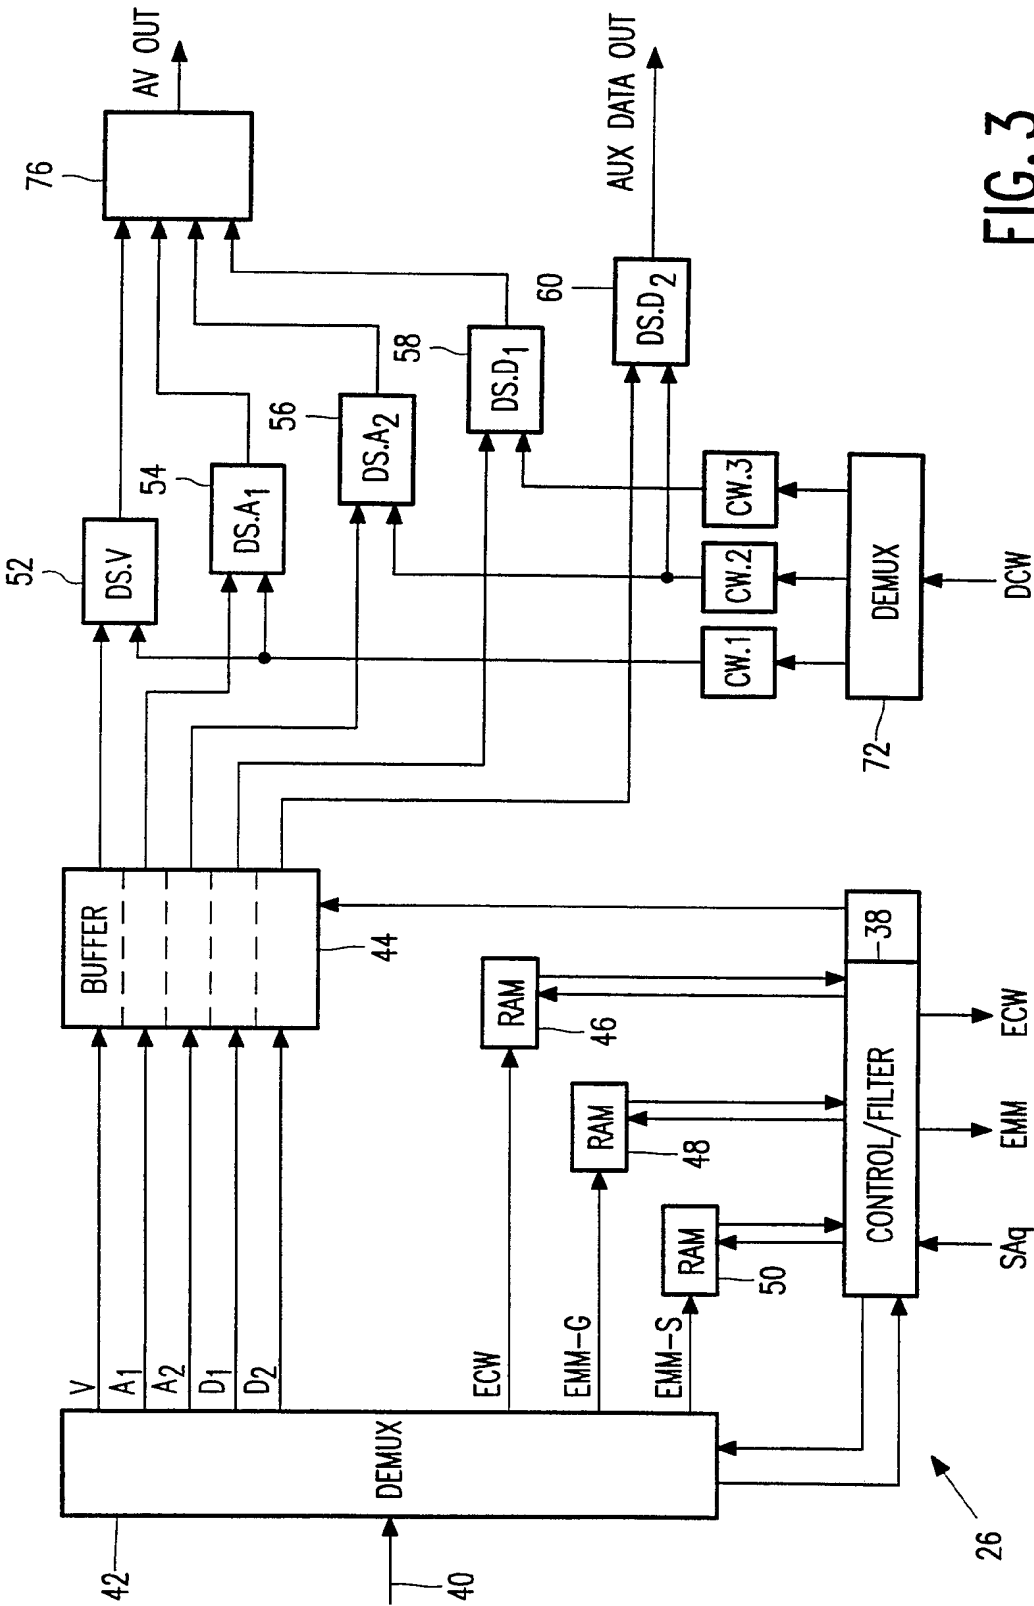 FIG. 3
76
AV OUT
AUX DATA OUT
52
DS.V
54
DS.A1
56
DS.A2
58
DS.D1
60
DS.D2
CW.1
CW.2
CW.3
DEMUX
72
DCW
BUFFER
44
V
A1
A2
D1
D2
ECW
EMM-G
EMM-S
RAM
46
RAM
48
RAM
50
38
CONTROL/FILTER
SAq
EMM
ECW
DEMUX
42
40
26